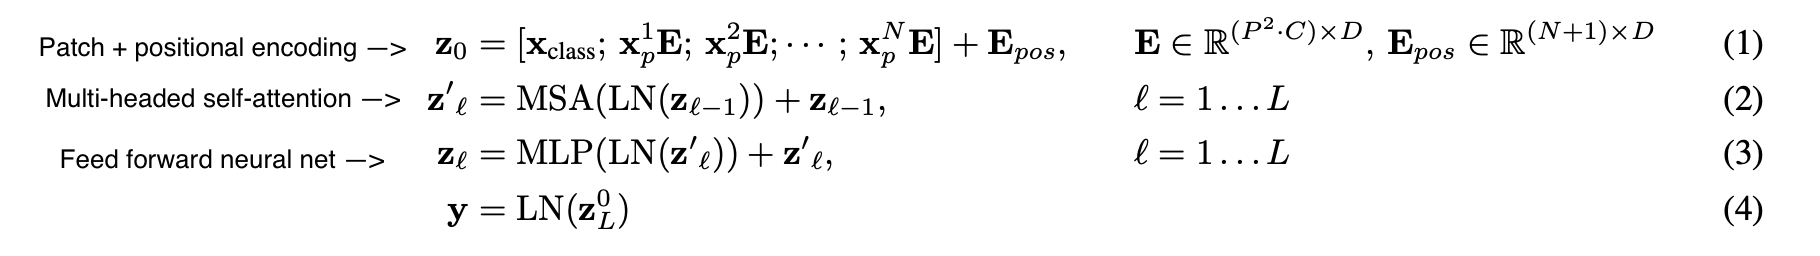 Patch + positional encoding —> z₀ = [x_class; x_p^1 E; x_p^2 E; ⋯ ; x_p^N E] + E_pos, E ∈ ℝ^{(P²·C)×D}, E_pos ∈ ℝ^{(N+1)×D} (1)
Multi-headed self-attention —> z′_ℓ = MSA(LN(z_{ℓ−1})) + z_{ℓ−1}, ℓ = 1 … L (2)
Feed forward neural net —> z_ℓ = MLP(LN(z′_ℓ)) + z′_ℓ, ℓ = 1 … L (3)
y = LN(z_L^0) (4)